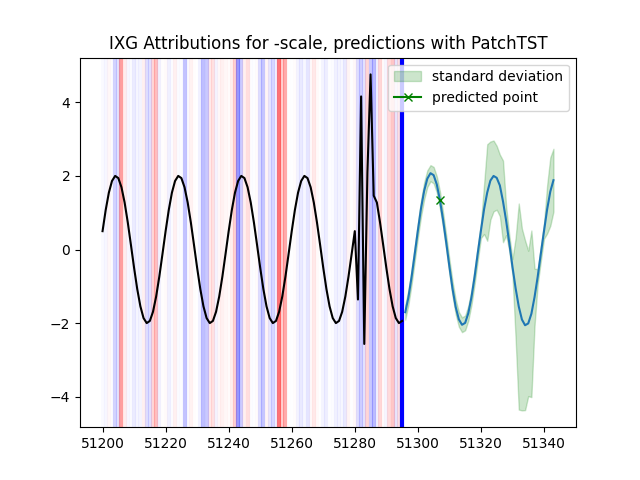 IXG Attributions for -scale, predictions with PatchTST
standard deviation
predicted point
4
2
0
−2
−4
51200 51220 51240 51260 51280 51300 51320 51340